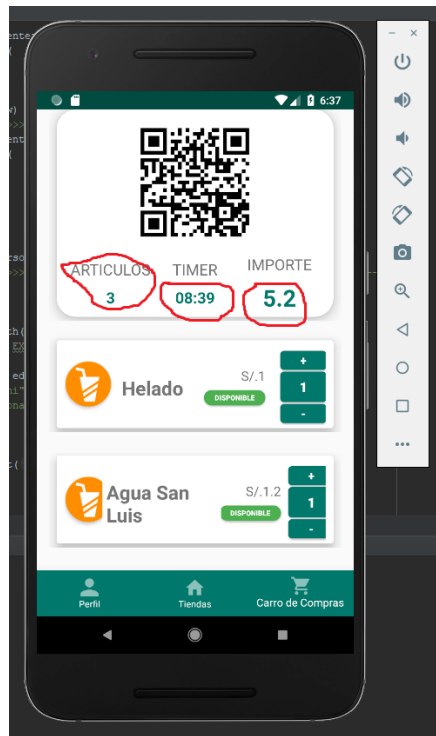 6:37
ARTICULOS TIMER IMPORTE
3 08:39 5.2
Helado
S/.1
DISPONIBLE
+
1
-
Agua San
Luis
S/.1.2
DISPONIBLE
+
1
-
Perfil Tiendas Carro de Compras